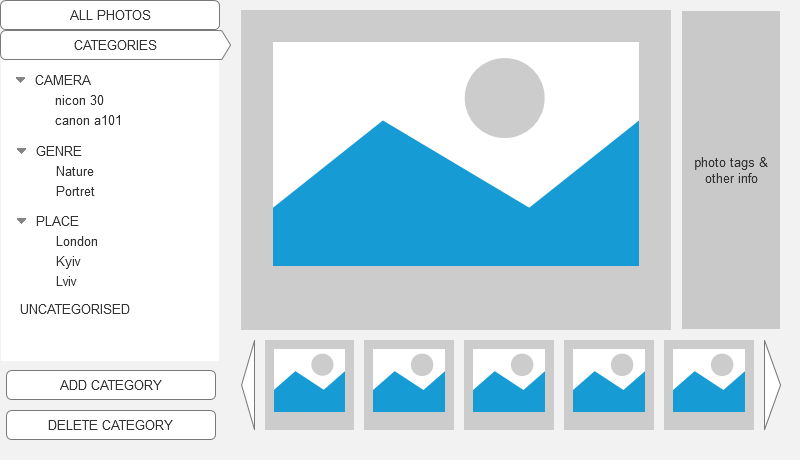 ALL PHOTOS
CATEGORIES
CAMERA
nicon 30
canon a101
GENRE
Nature
Portret
PLACE
London
Kyiv
Lviv
UNCATEGORISED
ADD CATEGORY
DELETE CATEGORY
photo tags &
other info